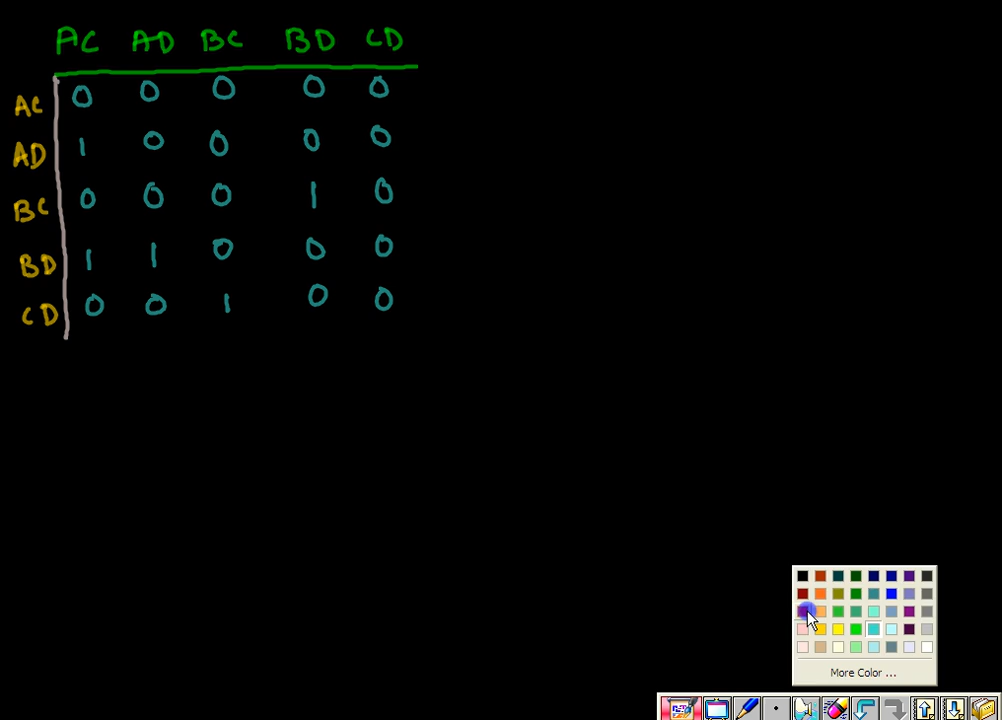 AC AD BC BD CD
AC 0 0 0 0 0
AD 1 0 0 0 0
BC 0 0 0 1 0
BD 1 1 0 0 0
CD 0 0 1 0 0
More Color ...